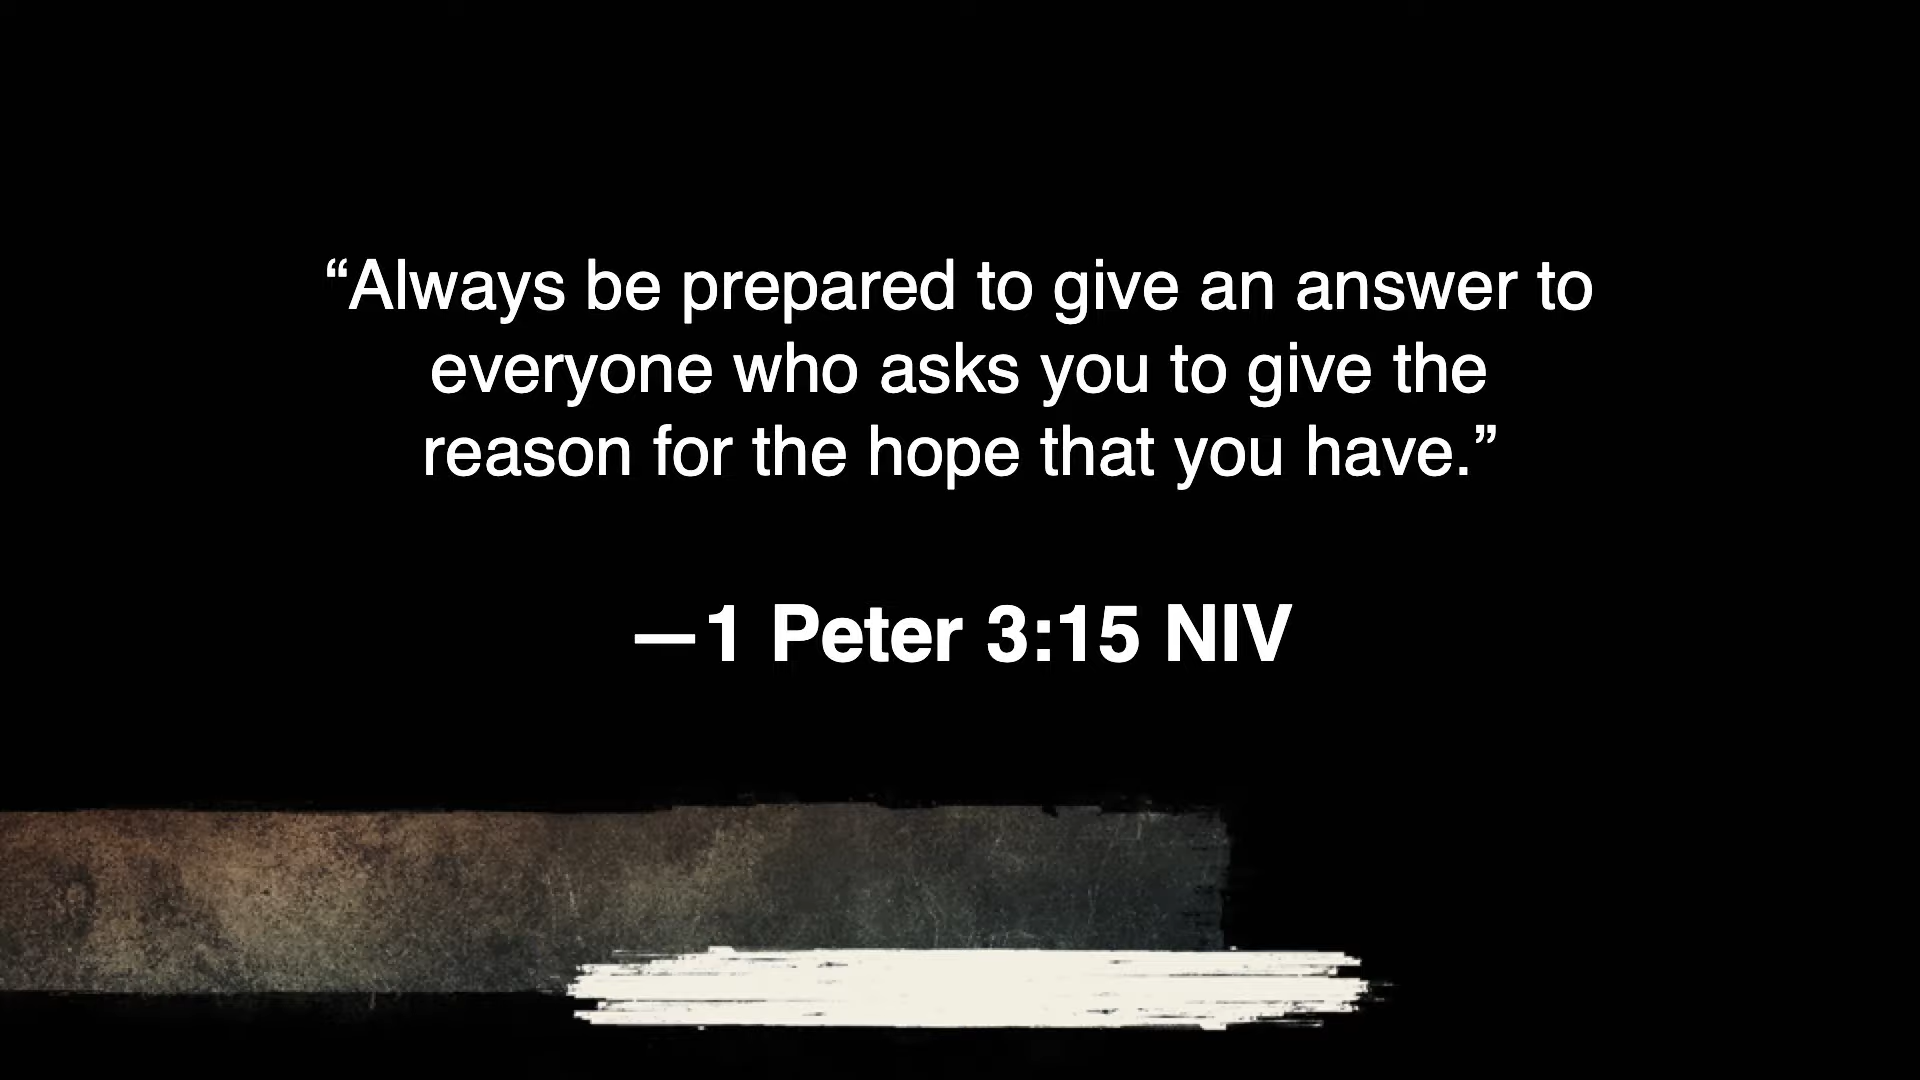 “Always be prepared to give an answer to
everyone who asks you to give the
reason for the hope that you have.”
—1 Peter 3:15 NIV